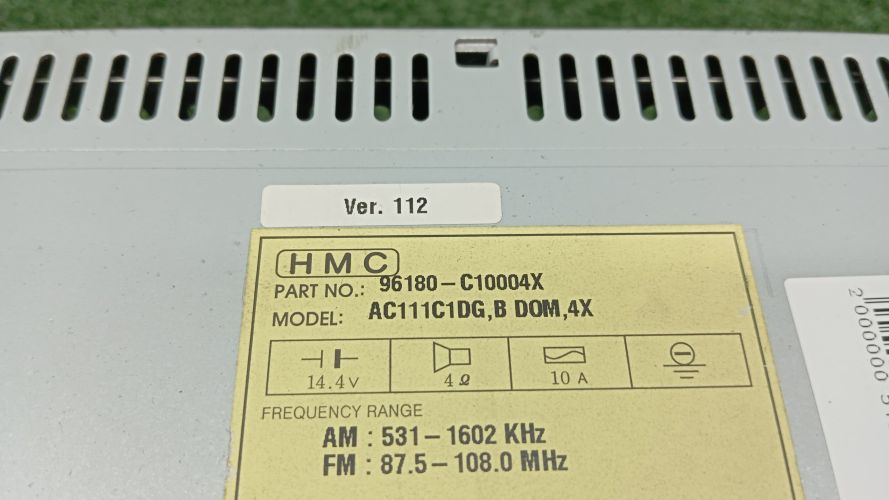 Ver. 112
HMC
PART NO.: 96180-C10004X
MODEL: AC111C1DG,B DOM,4X
14.4V 4Ω 10 A
FREQUENCY RANGE
AM : 531-1602 KHz
FM : 87.5-108.0 MHz
2000000